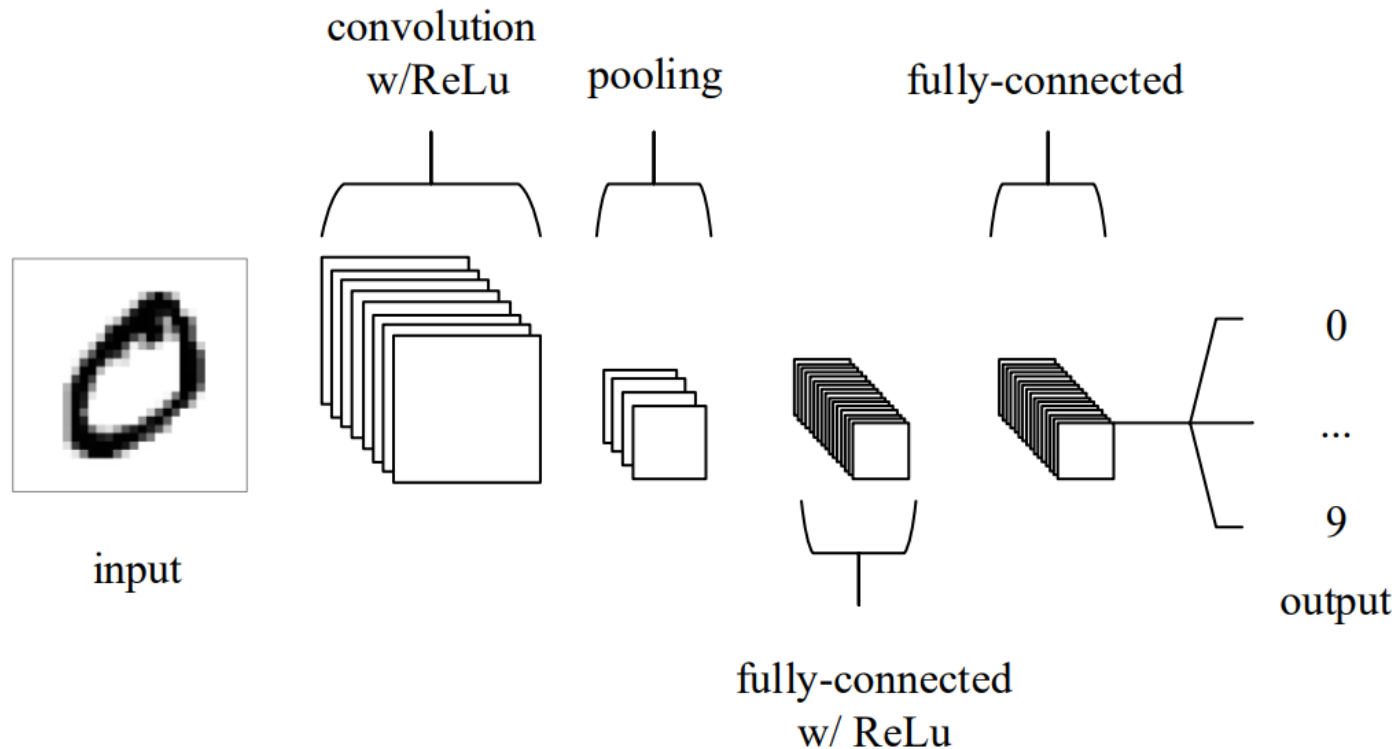 convolution
w/ReLu
pooling
fully-connected
input
0
...
9
output
fully-connected
w/ ReLu